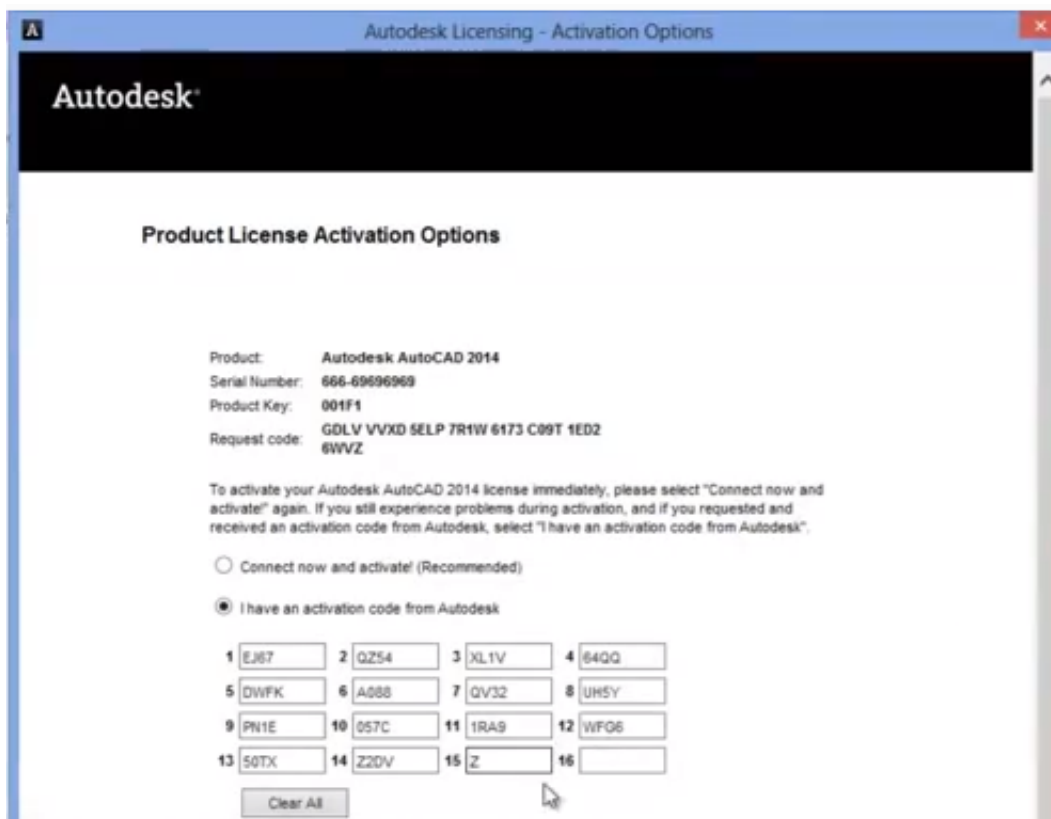 Autodesk Licensing - Activation Options
Autodesk
Product License Activation Options
Product: Autodesk AutoCAD 2014
Serial Number: 666-69696969
Product Key: 001F1
Request code: GDLV VVXD 5ELP 7R1W 6173 C09T 1ED2
6WVZ
To activate your Autodesk AutoCAD 2014 license immediately, please select "Connect now and
activate!" again. If you still experience problems during activation, and if you requested and
received an activation code from Autodesk, select "I have an activation code from Autodesk".
Connect now and activate! (Recommended)
I have an activation code from Autodesk
1 EJ67 2 QZ54 3 XL1V 4 64QQ
5 DWFK 6 A088 7 QV32 8 UH5Y
9 PN1E 10 057C 11 1RA9 12 WFG6
13 50TX 14 Z2DV 15 Z 16
Clear All